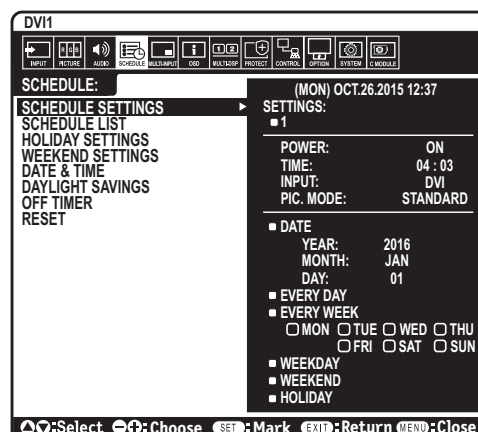 DVI1
INPUT RGB PICTURE AUDIO SCHEDULE MULTI-INPUT OSD 1 2 MULTI-DSP PROTECT CONTROL OPTION SYSTEM C MODULE
SCHEDULE:
SCHEDULE SETTINGS
SCHEDULE LIST
HOLIDAY SETTINGS
WEEKEND SETTINGS
DATE & TIME
DAYLIGHT SAVINGS
OFF TIMER
RESET
(MON) OCT.26.2015 12:37
SETTINGS:
1
POWER: ON
TIME: 04 : 03
INPUT: DVI
PIC. MODE: STANDARD
DATE
YEAR: 2016
MONTH: JAN
DAY: 01
EVERY DAY
EVERY WEEK
MON TUE WED THU
FRI SAT SUN
WEEKDAY
WEEKEND
HOLIDAY
:Select :Choose SET :Mark EXIT :Return MENU :Close